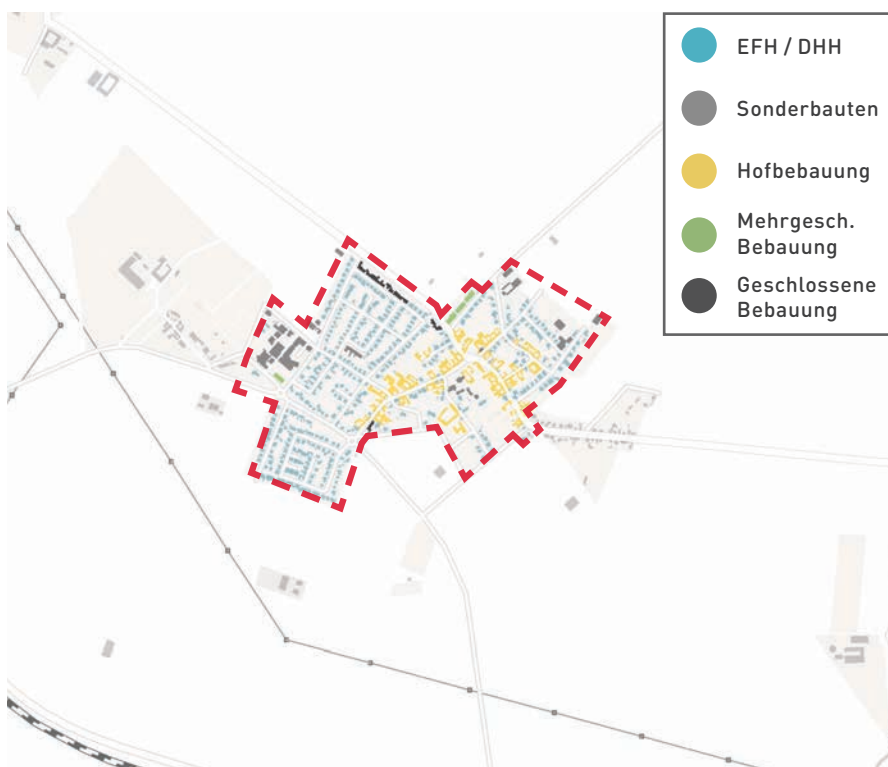 EFH / DHH
Sonderbauten
Hofbebauung
Mehrgesch.
Bebauung
Geschlossene
Bebauung